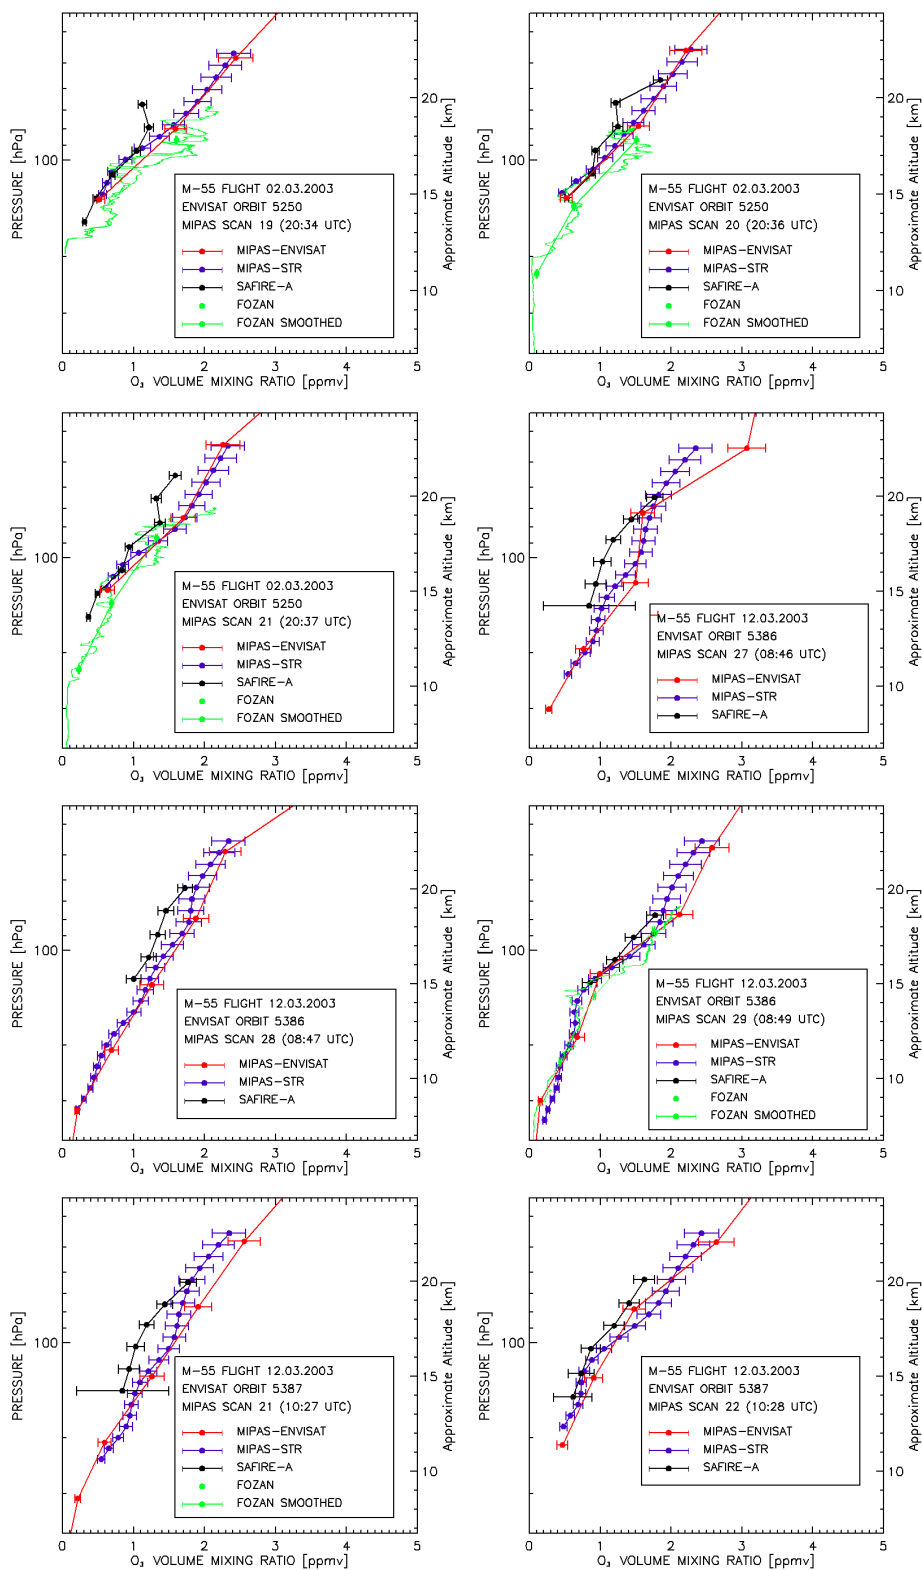 PRESSURE [hPa]
100
M-55 FLIGHT 02.03.2003
ENVISAT ORBIT 5250
MIPAS SCAN 19 (20:34 UTC)
MIPAS-ENVISAT
MIPAS-STR
SAFIRE-A
FOZAN
FOZAN SMOOTHED
20
15
10
Approximate Altitude [km]
0 1 2 3 4 5
O₃ VOLUME MIXING RATIO [ppmv]
PRESSURE [hPa]
100
M-55 FLIGHT 02.03.2003
ENVISAT ORBIT 5250
MIPAS SCAN 20 (20:36 UTC)
MIPAS-ENVISAT
MIPAS-STR
SAFIRE-A
FOZAN
FOZAN SMOOTHED
20
15
10
Approximate Altitude [km]
0 1 2 3 4 5
O₃ VOLUME MIXING RATIO [ppmv]
PRESSURE [hPa]
100
M-55 FLIGHT 02.03.2003
ENVISAT ORBIT 5250
MIPAS SCAN 21 (20:37 UTC)
MIPAS-ENVISAT
MIPAS-STR
SAFIRE-A
FOZAN
FOZAN SMOOTHED
20
15
10
Approximate Altitude [km]
0 1 2 3 4 5
O₃ VOLUME MIXING RATIO [ppmv]
PRESSURE [hPa]
100
M-55 FLIGHT 12.03.2003
ENVISAT ORBIT 5386
MIPAS SCAN 27 (08:46 UTC)
MIPAS-ENVISAT
MIPAS-STR
SAFIRE-A
20
15
10
Approximate Altitude [km]
0 1 2 3 4 5
O₃ VOLUME MIXING RATIO [ppmv]
PRESSURE [hPa]
100
M-55 FLIGHT 12.03.2003
ENVISAT ORBIT 5386
MIPAS SCAN 28 (08:47 UTC)
MIPAS-ENVISAT
MIPAS-STR
SAFIRE-A
20
15
10
Approximate Altitude [km]
0 1 2 3 4 5
O₃ VOLUME MIXING RATIO [ppmv]
PRESSURE [hPa]
100
M-55 FLIGHT 12.03.2003
ENVISAT ORBIT 5386
MIPAS SCAN 29 (08:49 UTC)
MIPAS-ENVISAT
MIPAS-STR
SAFIRE-A
FOZAN
FOZAN SMOOTHED
20
15
10
Approximate Altitude [km]
0 1 2 3 4 5
O₃ VOLUME MIXING RATIO [ppmv]
PRESSURE [hPa]
100
M-55 FLIGHT 12.03.2003
ENVISAT ORBIT 5387
MIPAS SCAN 21 (10:27 UTC)
MIPAS-ENVISAT
MIPAS-STR
SAFIRE-A
FOZAN
FOZAN SMOOTHED
20
15
10
Approximate Altitude [km]
0 1 2 3 4 5
O₃ VOLUME MIXING RATIO [ppmv]
PRESSURE [hPa]
100
M-55 FLIGHT 12.03.2003
ENVISAT ORBIT 5387
MIPAS SCAN 22 (10:28 UTC)
MIPAS-ENVISAT
MIPAS-STR
SAFIRE-A
20
15
10
Approximate Altitude [km]
0 1 2 3 4 5
O₃ VOLUME MIXING RATIO [ppmv]